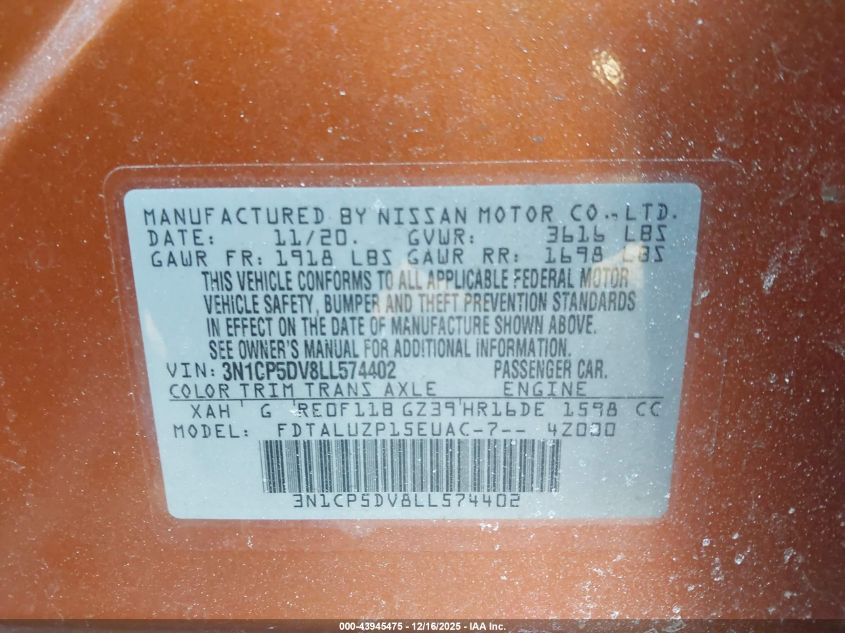 MANUFACTURED BY NISSAN MOTOR CO., LTD.
DATE: 11/20. GVWR: 3616 LBS
GAWR FR: 1918 LBS GAWR RR: 1698 LBS
THIS VEHICLE CONFORMS TO ALL APPLICABLE FEDERAL MOTOR
VEHICLE SAFETY, BUMPER AND THEFT PREVENTION STANDARDS
IN EFFECT ON THE DATE OF MANUFACTURE SHOWN ABOVE.
SEE OWNER'S MANUAL FOR ADDITIONAL INFORMATION.
VIN: 3N1CP5DV8LL574402 PASSENGER CAR.
COLOR TRIM TRANS AXLE ENGINE
XAH G RE0F11B GZ39 HR16DE 1598 CC
MODEL: FDTALUZP15EUAC-7-- 4Z000
3N1CP5DV8LL574402
000-43945475 - 12/16/2025 - IAA Inc.